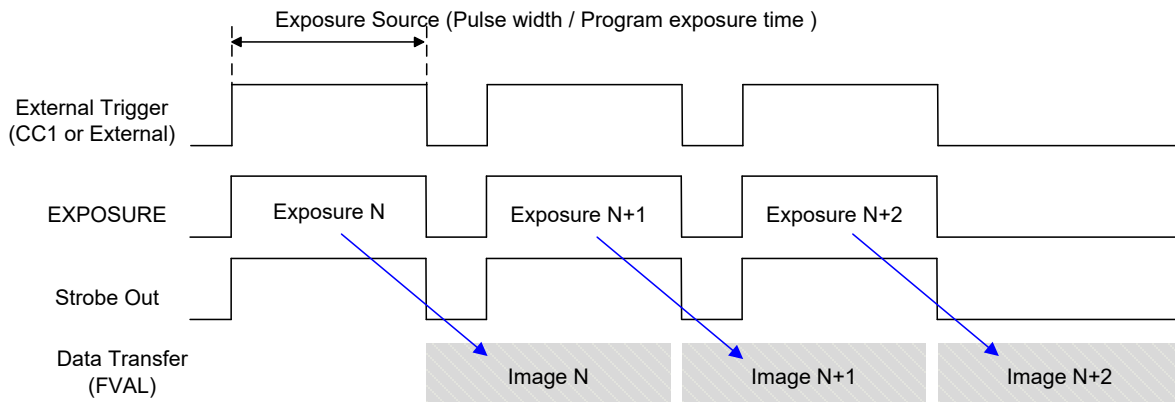 Exposure Source (Pulse width / Program exposure time )
External Trigger
(CC1 or External)
EXPOSURE
Exposure N
Exposure N+1
Exposure N+2
Strobe Out
Data Transfer
(FVAL)
Image N
Image N+1
Image N+2